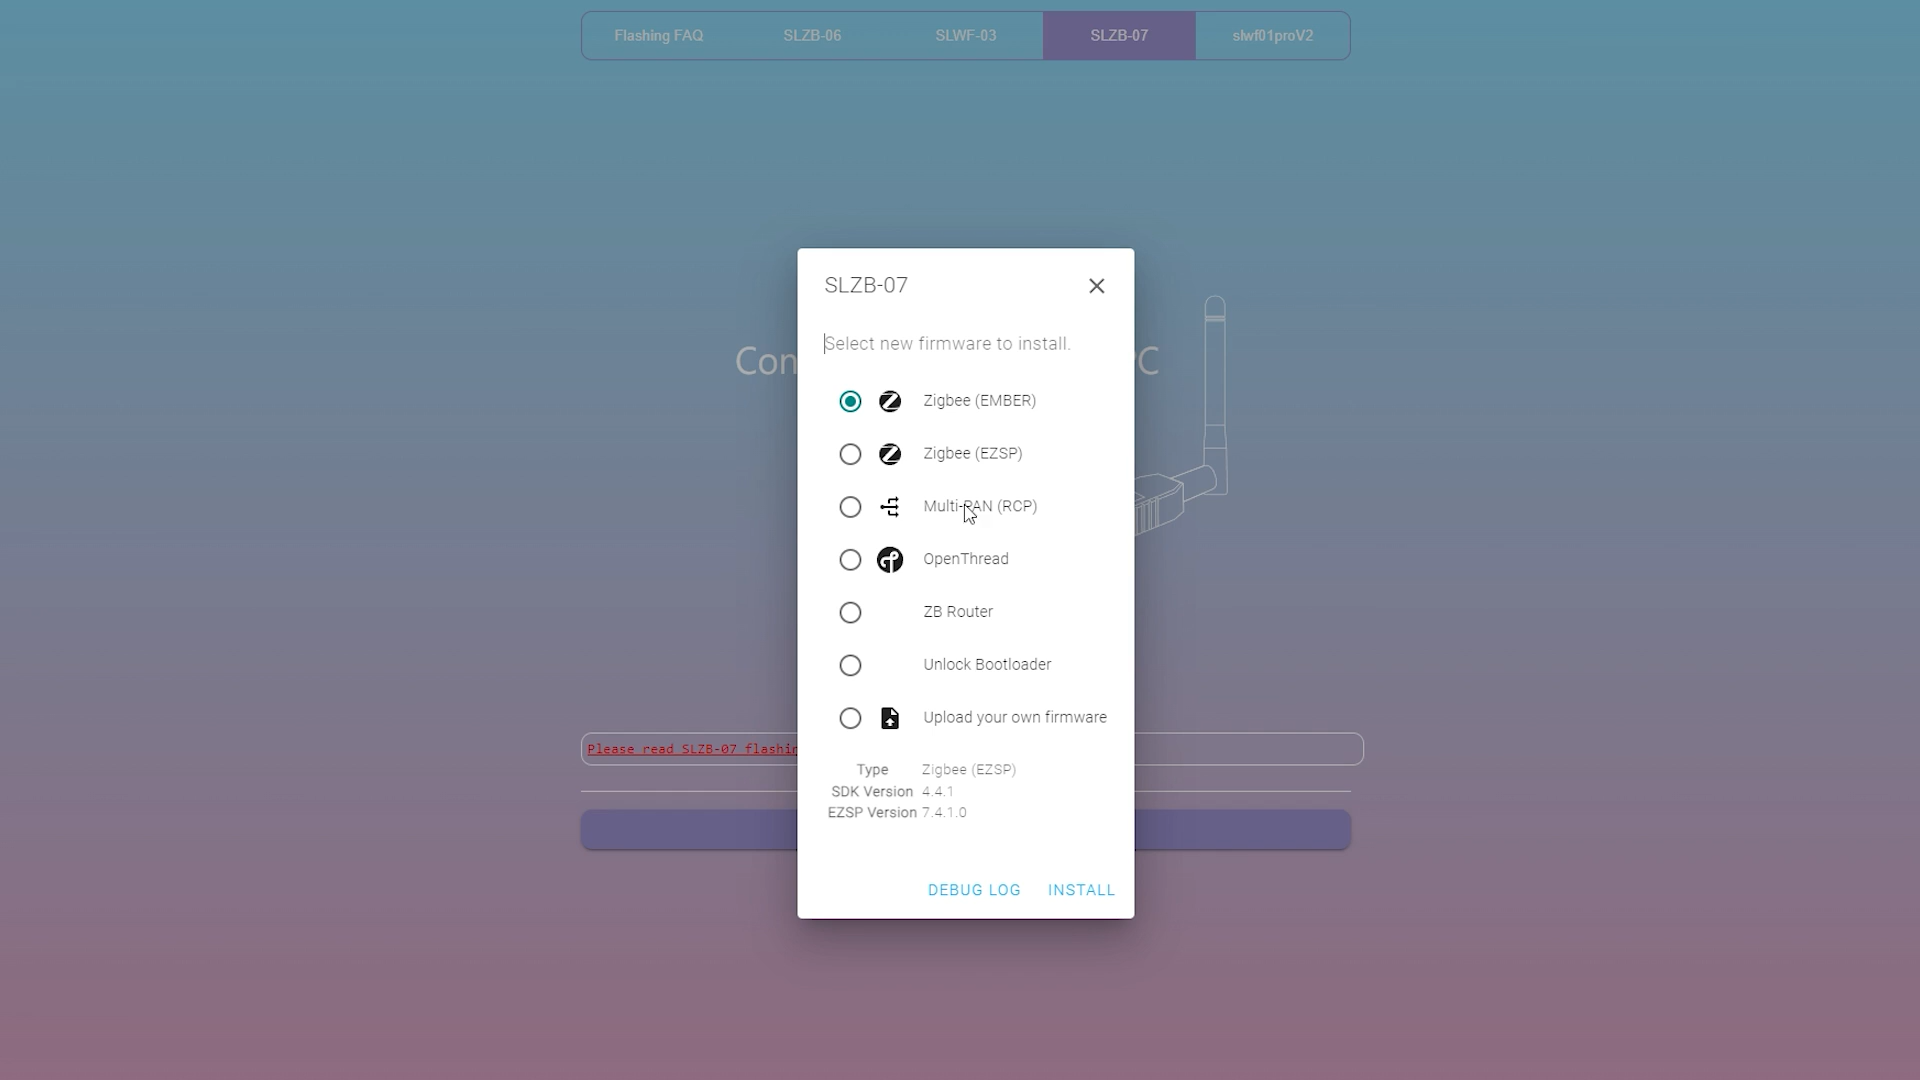 Flashing FAQ
SLZB-06
SLWF-03
SLZB-07
slwf01proV2
SLZB-07
Select new firmware to install.
Zigbee (EMBER)
Zigbee (EZSP)
Multi-PAN (RCP)
OpenThread
ZB Router
Unlock Bootloader
Upload your own firmware
Please read SLZB-07
Type Zigbee (EZSP)
SDK Version 4.4.1
EZSP Version 7.4.1.0
DEBUG LOG INSTALL